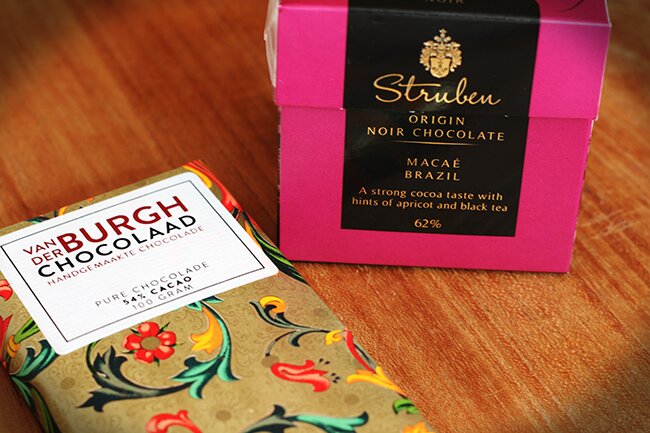 Struben
ORIGIN
NOIR CHOCOLATE
MACAÉ
BRAZIL
A strong cocoa taste with
hints of apricot and black tea
62%
VAN
DER
BURGH
CHOCOLAAD
HANDGEMAAKTE CHOCOLADE
PURE CHOCOLADE
54% CACAO
100 GRAM